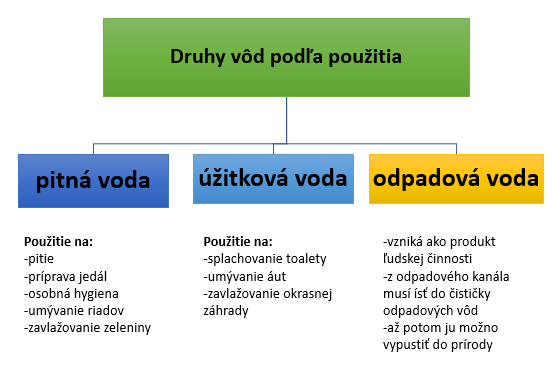 Druhy vôd podľa použitia
pitná voda
úžitková voda
odpadová voda
Použitie na:
-pitie
-príprava jedál
-osobná hygiena
-umývanie riadov
-zavlažovanie zeleniny
Použitie na:
-splachovanie toalety
-umývanie áut
-zavlažovanie okrasnej
záhrady
-vzniká ako produkt
ľudskej činnosti
-z odpadového kanála
musí ísť do čističky
odpadových vôd
-až potom ju možno
vypustiť do prírody